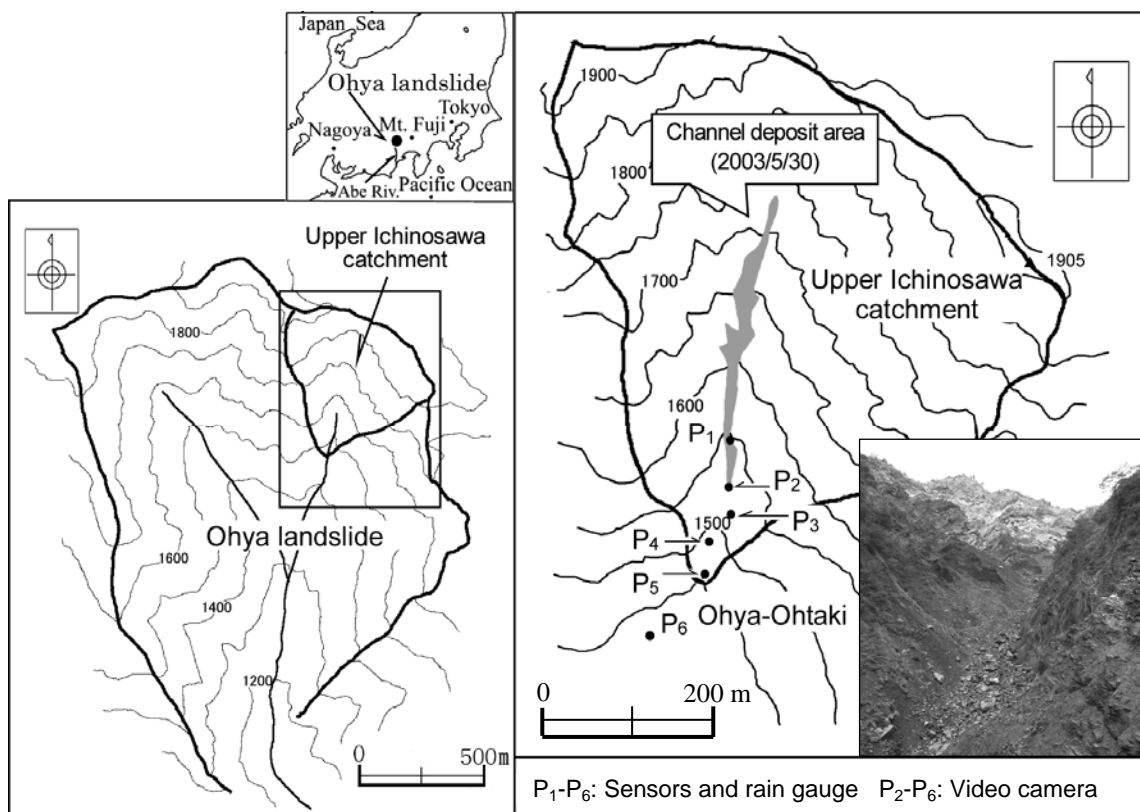 Japan Sea
Ohya landslide
Tokyo
Nagoya
Mt. Fuji
Abe Riv.
Pacific Ocean
Upper Ichinosawa
catchment
1800
Ohya landslide
1600
1400
1200
0
500m
1900
Channel deposit area
(2003/5/30)
1800
1700
1905
Upper Ichinosawa
catchment
1600
P1
P2
P3
1500
P4
P5
P6
Ohya-Ohtaki
0
200 m
P1-P6: Sensors and rain gauge P2-P6: Video camera